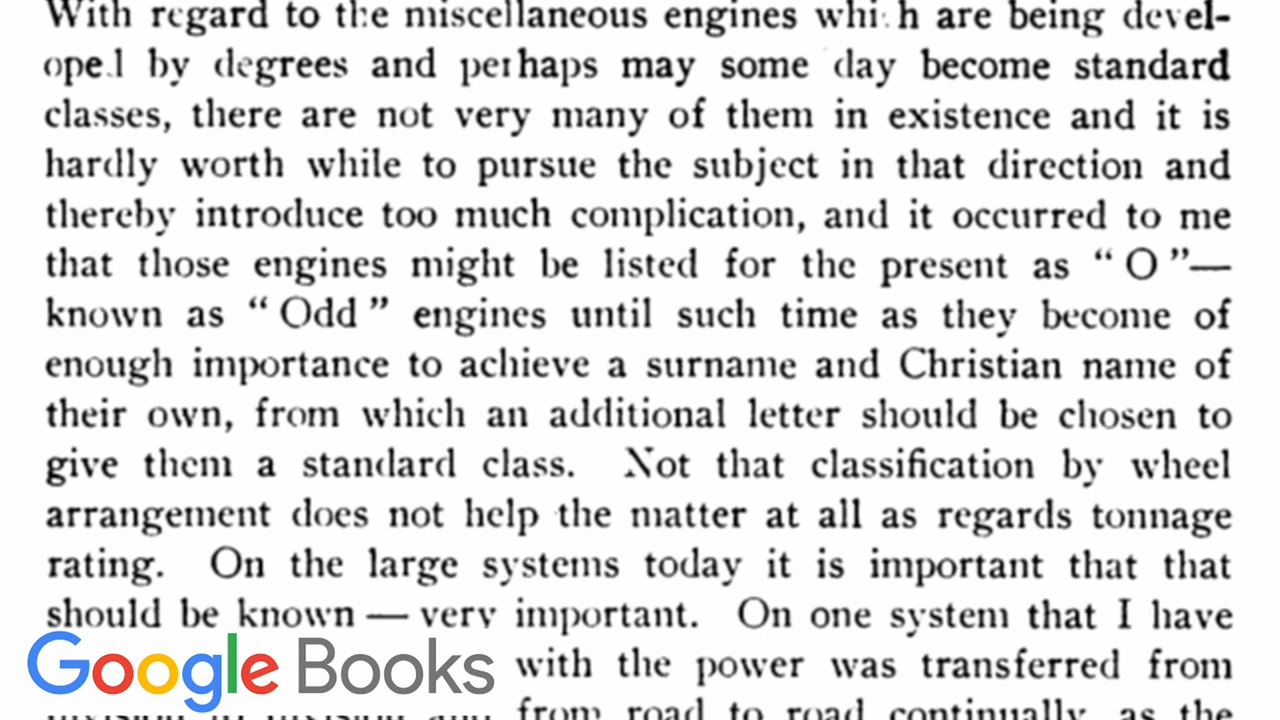 With regard to the miscellaneous engines which are being devel-
oped by degrees and perhaps may some day become standard
classes, there are not very many of them in existence and it is
hardly worth while to pursue the subject in that direction and
thereby introduce too much complication, and it occurred to me
that those engines might be listed for the present as “ O ”—
known as “ Odd ” engines until such time as they become of
enough importance to achieve a surname and Christian name of
their own, from which an additional letter should be chosen to
give them a standard class. Not that classification by wheel
arrangement does not help the matter at all as regards tonnage
rating. On the large systems today it is important that that
should be known — very important. On one system that I have
Google Books with the power was transferred from
from road to road continually, as the